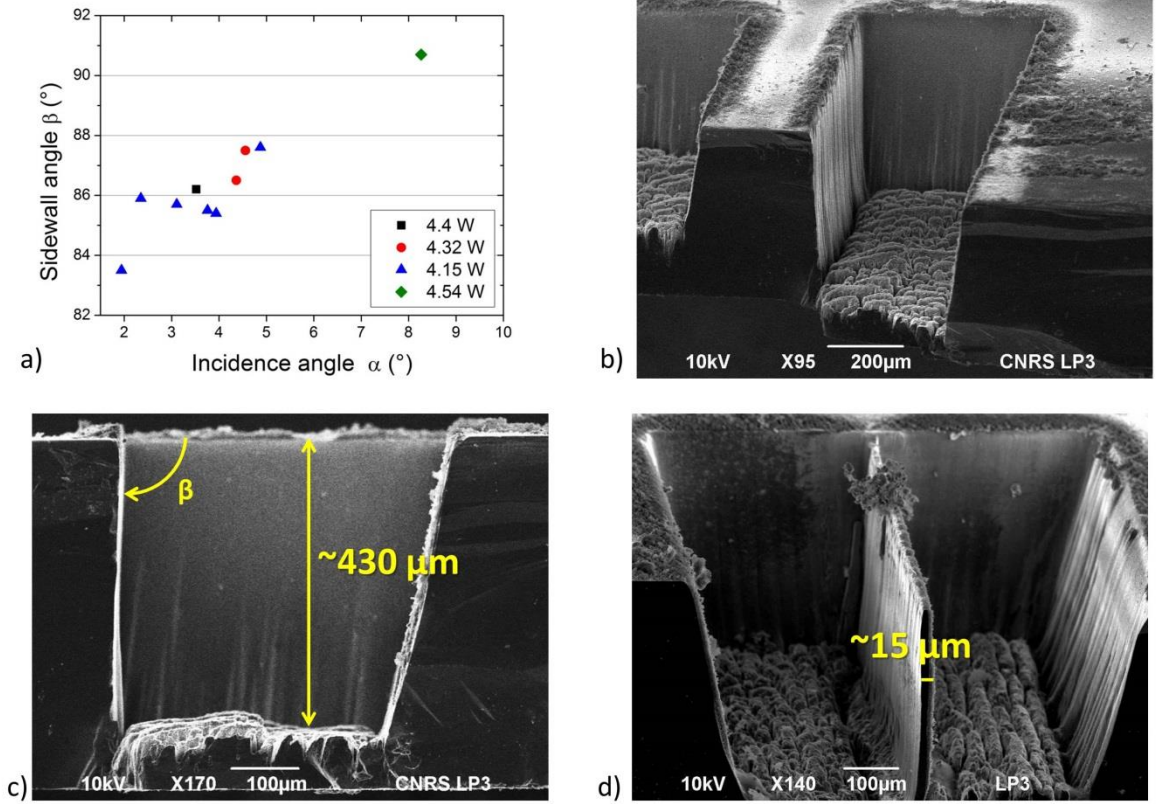 92
90
88
86
84
82
Sidewall angle β (°)
4.4 W
4.32 W
4.15 W
4.54 W
2 3 4 5 6 7 8 9 10
Incidence angle α (°)
a)
10kV X95 200μm CNRS LP3
b)
β
~430 μm
10kV X170 100μm CNRS LP3
c)
~15 μm
10kV X140 100μm LP3
d)